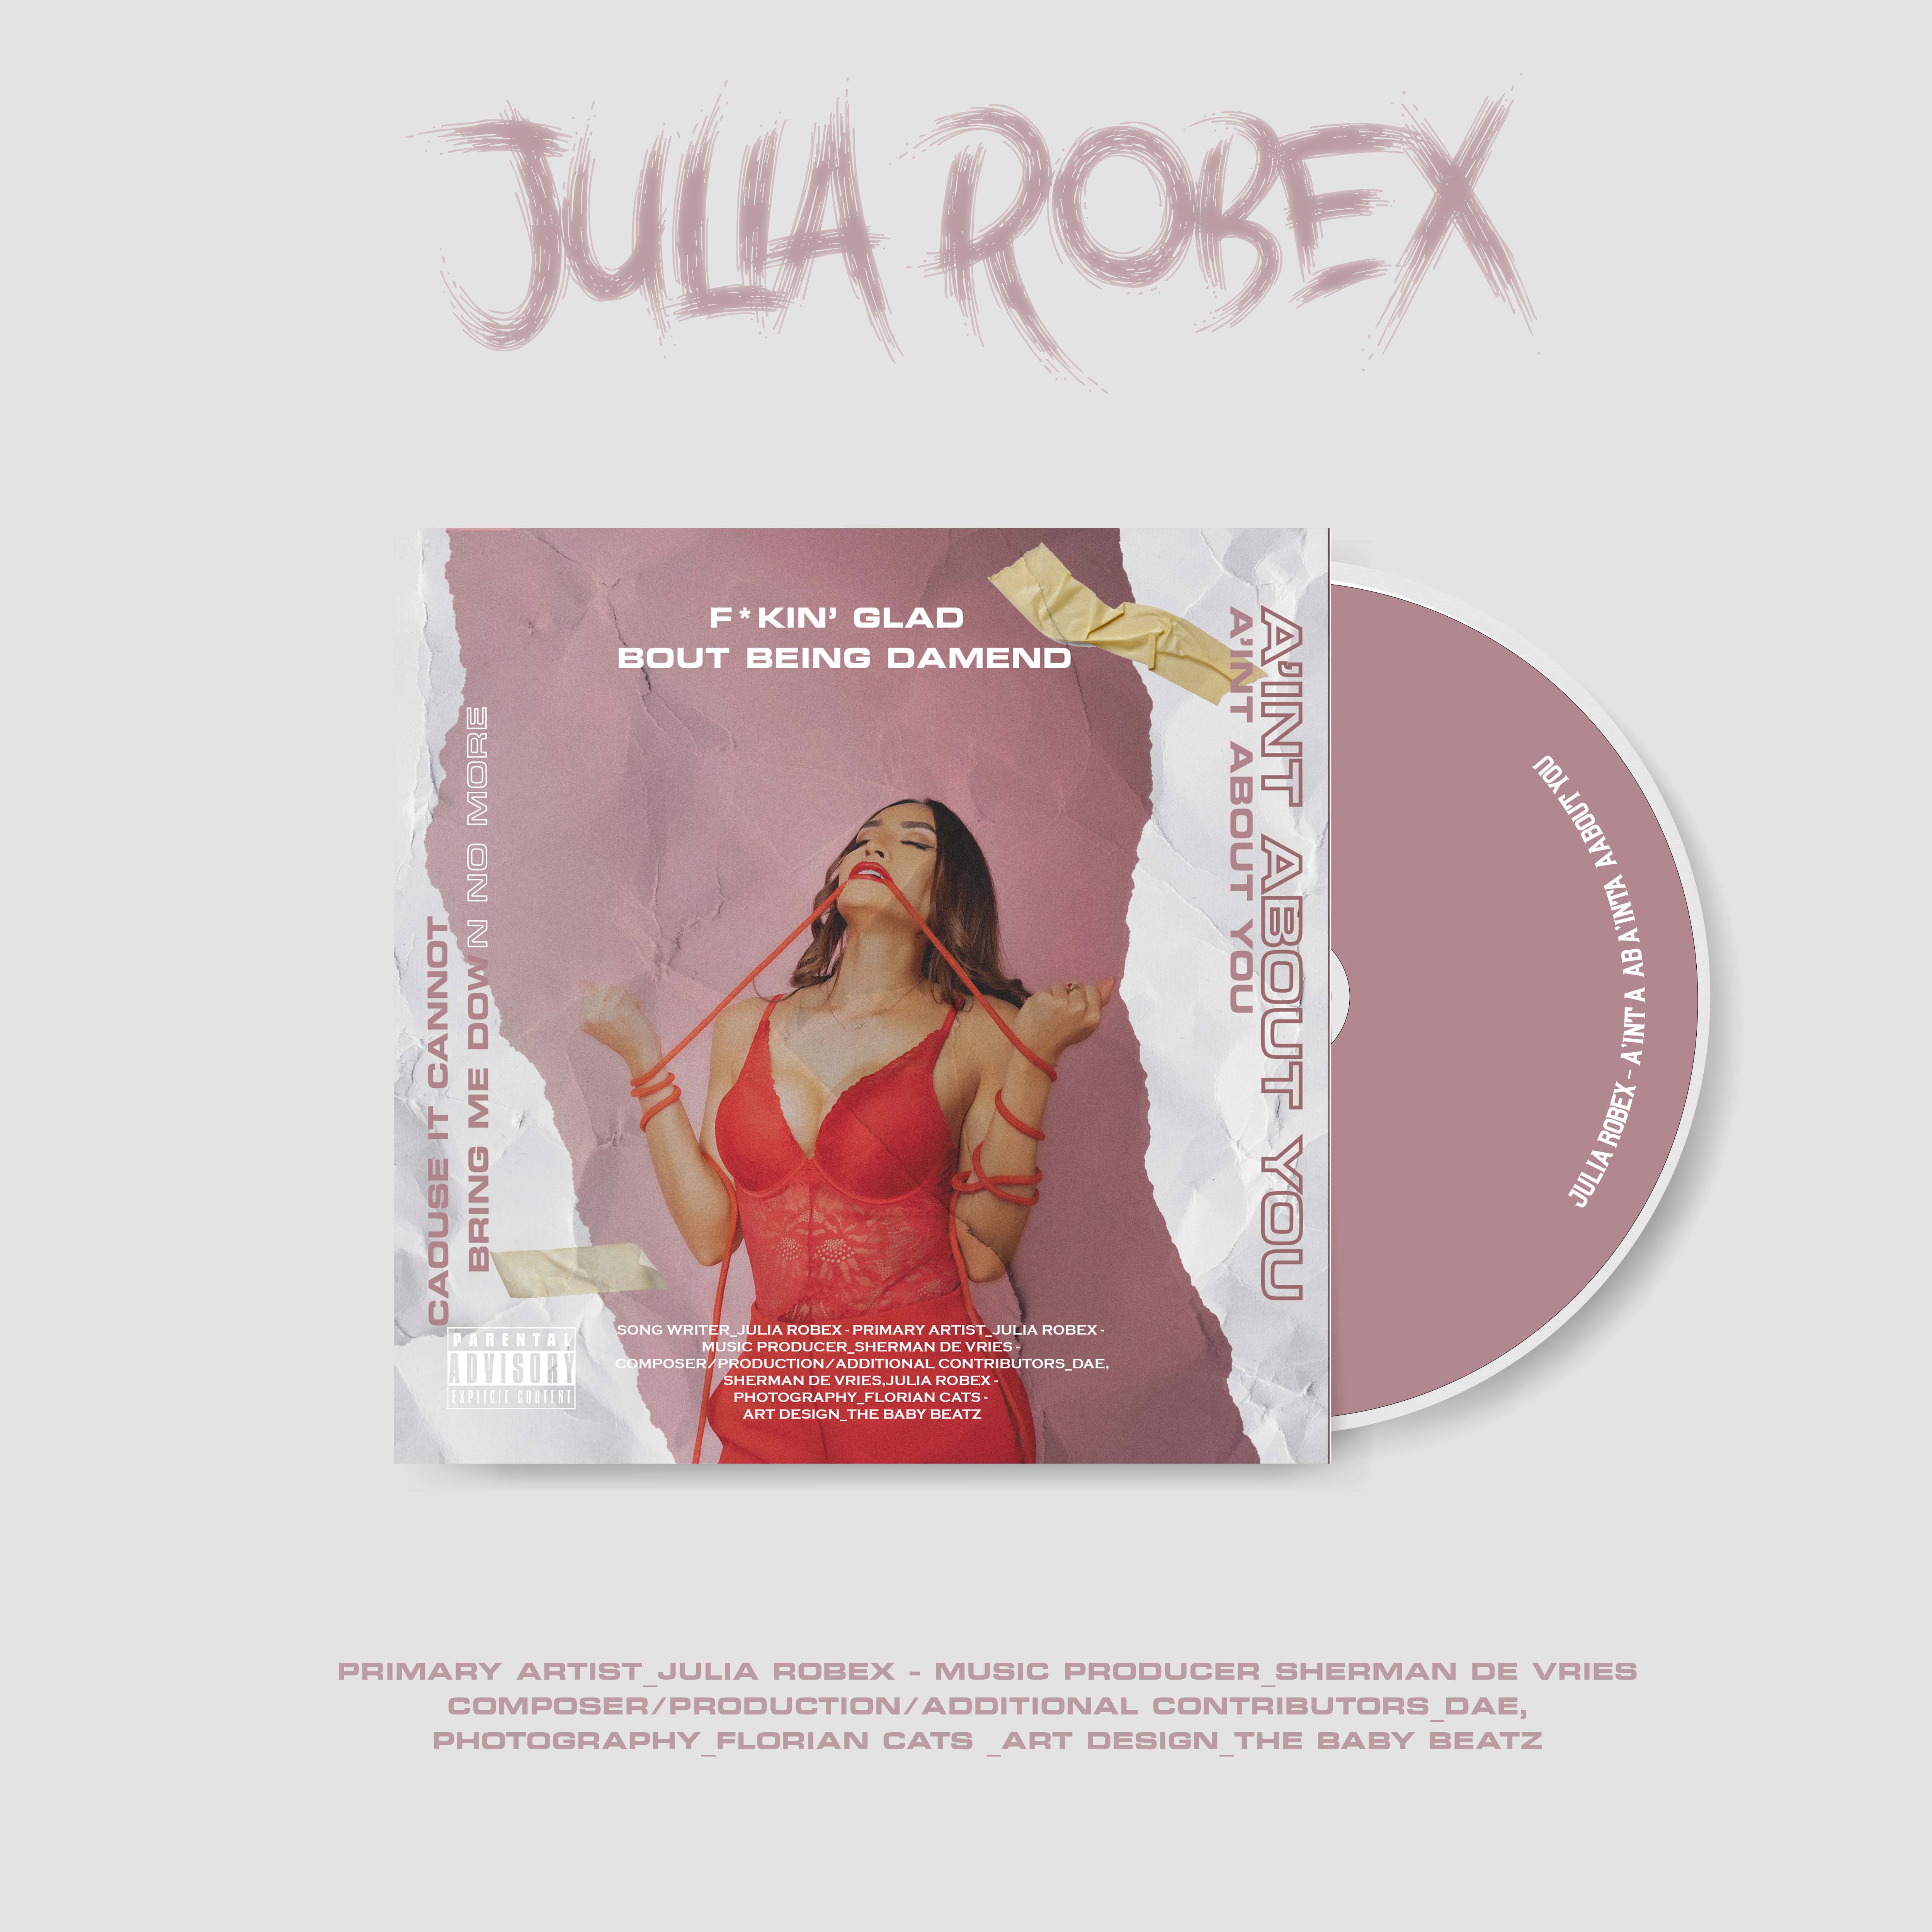 JULIA ROBEX
F*KIN' GLAD
BOUT BEING DAMEND
CAOUSE IT CANNOT
BRING ME DOWN NO MORE
A'INT ABOUT YOU
A'INT ABOUT YOU
PARENTAL
ADVISORY
EXPLICIT CONTENT
SONG WRITER_JULIA ROBEX - PRIMARY ARTIST_JULIA ROBEX -
MUSIC PRODUCER_SHERMAN DE VRIES -
COMPOSER/PRODUCTION/ADDITIONAL CONTRIBUTORS_DAE,
SHERMAN DE VRIES,JULIA ROBEX -
PHOTOGRAPHY_FLORIAN CATS -
ART DESIGN_THE BABY BEATZ
JULIA ROBEX - A'INT A AB A'INTA AABOUT YOU
PRIMARY ARTIST_JULIA ROBEX - MUSIC PRODUCER_SHERMAN DE VRIES
COMPOSER/PRODUCTION/ADDITIONAL CONTRIBUTORS_DAE,
PHOTOGRAPHY_FLORIAN CATS _ART DESIGN_THE BABY BEATZ